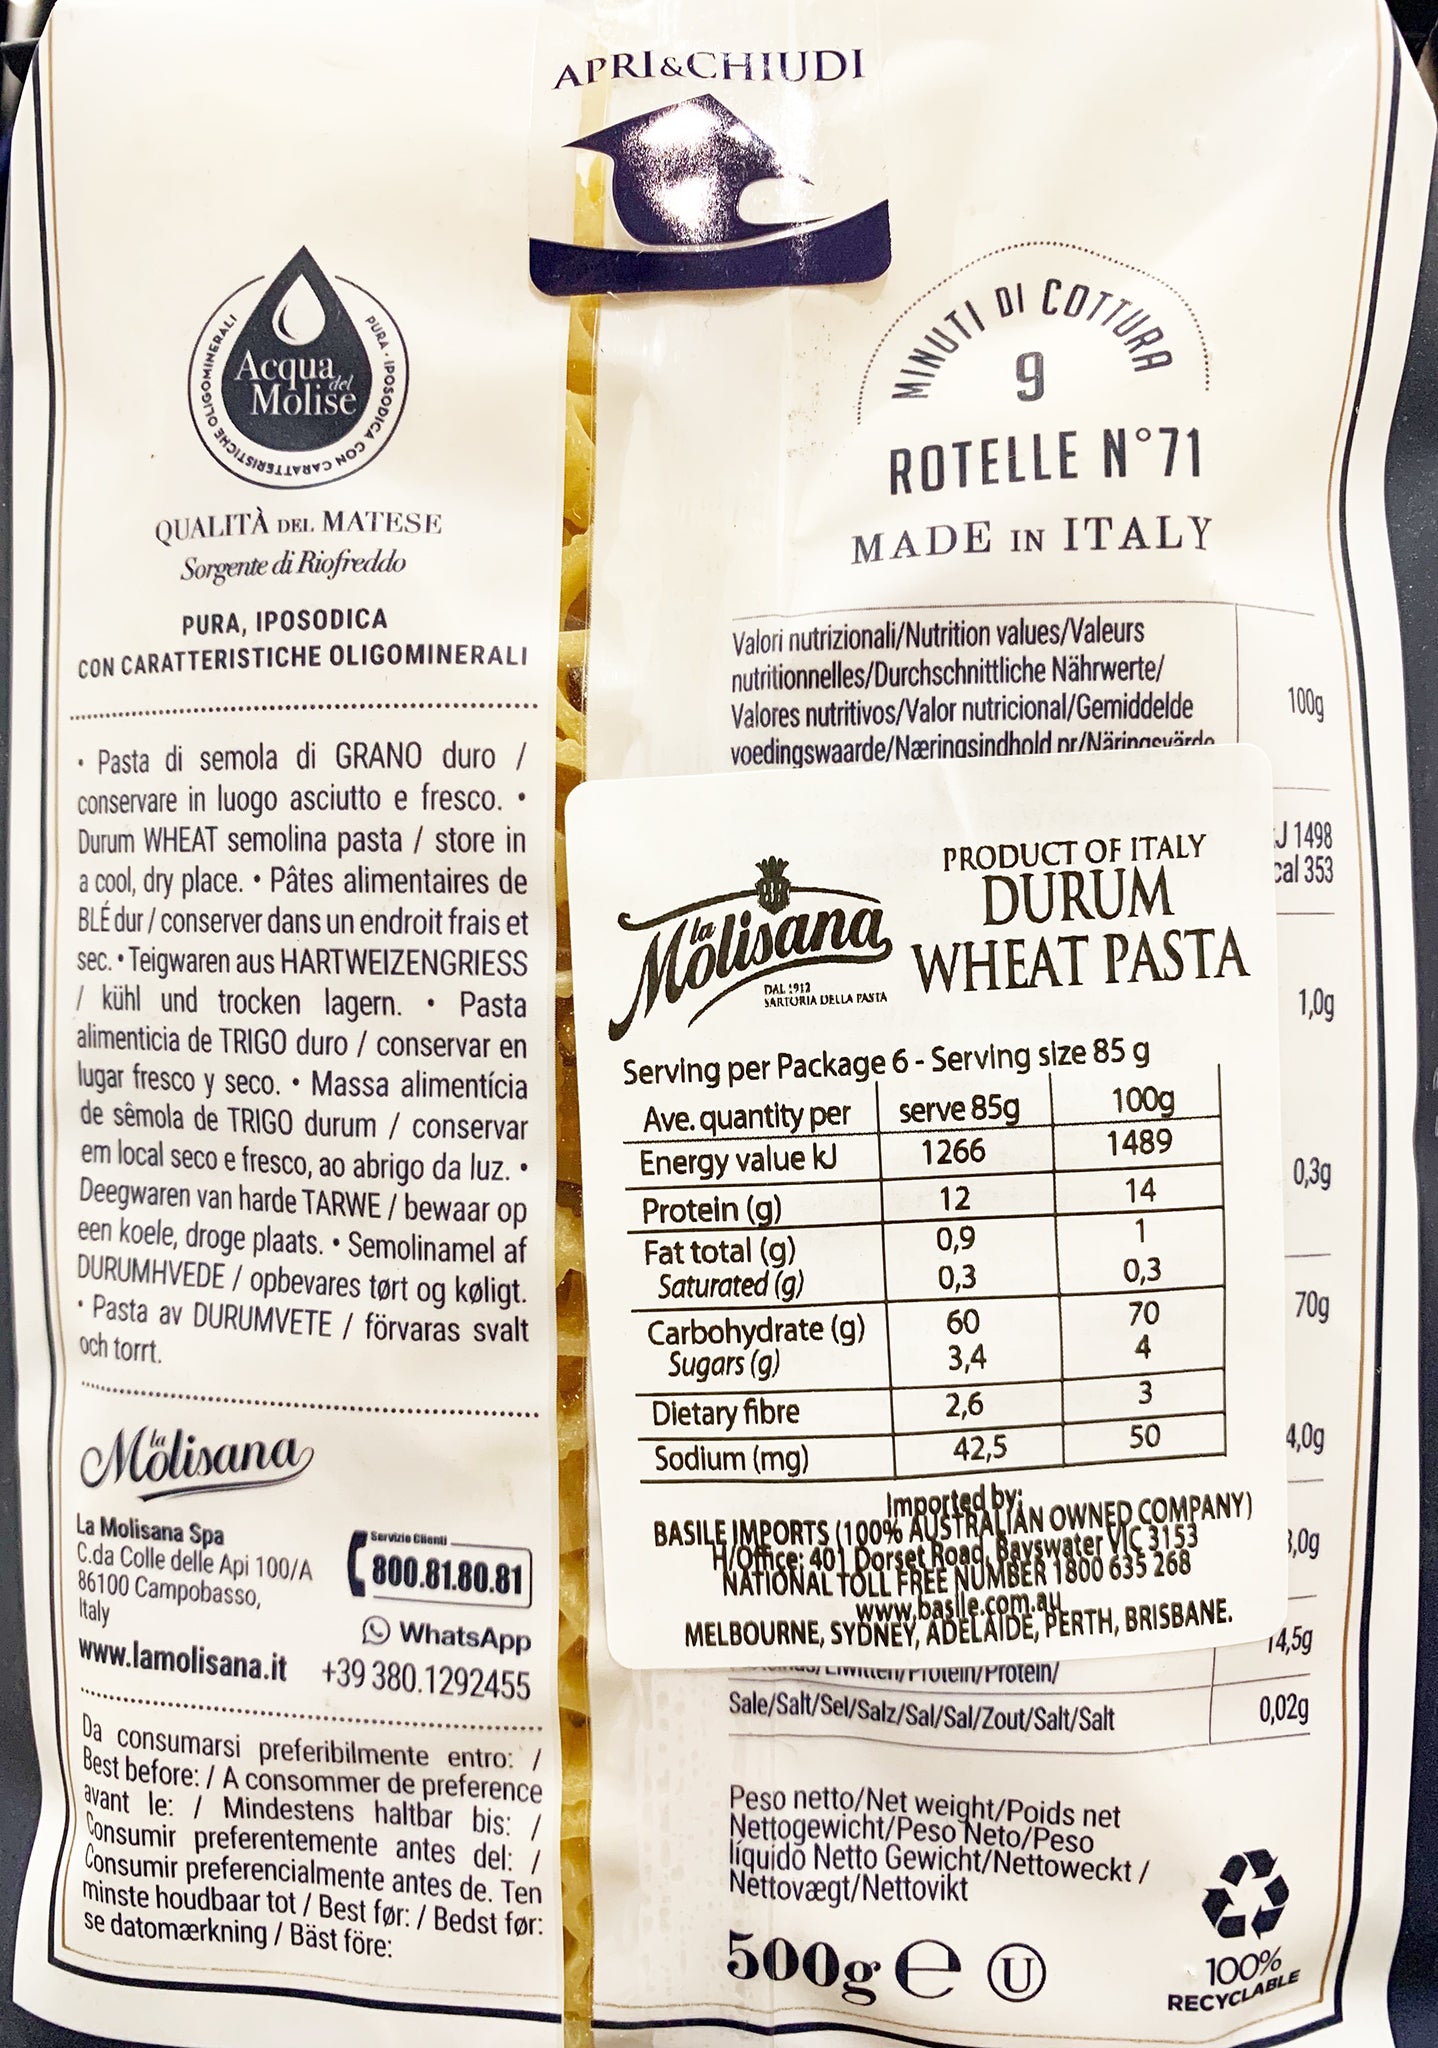 APRI&CHIUDI
PURA · IPOSODICA CON CARATTERISTICHE OLIGOMINERALI
Acqua
del
Molise
QUALITÀ DEL MATESE
Sorgente di Riofreddo
PURA, IPOSODICA
CON CARATTERISTICHE OLIGOMINERALI
• Pasta di semola di GRANO duro /
conservare in luogo asciutto e fresco. •
Durum WHEAT semolina pasta / store in
a cool, dry place. • Pâtes alimentaires de
BLÉ dur / conserver dans un endroit frais et
sec. • Teigwaren aus HARTWEIZENGRIESS
/ kühl und trocken lagern. • Pasta
alimenticia de TRIGO duro / conservar en
lugar fresco y seco. • Massa alimentícia
de sêmola de TRIGO durum / conservar
em local seco e fresco, ao abrigo da luz. •
Deegwaren van harde TARWE / bewaar op
een koele, droge plaats. • Semolinamel af
DURUMHVEDE / opbevares tørt og køligt.
• Pasta av DURUMVETE / förvaras svalt
och torrt.
la
Molisana
La Molisana Spa
C.da Colle delle Api 100/A
86100 Campobasso,
Italy
www.lamolisana.it
Servizio Clienti
800.81.80.81
WhatsApp
+39 380.1292455
Da consumarsi preferibilmente entro: /
Best before: / A consommer de preference
avant le: / Mindestens haltbar bis: /
Consumir preferentemente antes del: /
Consumir preferencialmente antes de. Ten
minste houdbaar tot / Best før: / Bedst før:
se datomærkning / Bäst före:
MINUTI DI COTTURA
9
ROTELLE N°71
MADE IN ITALY
Valori nutrizionali/Nutrition values/Valeurs
nutritionnelles/Durchschnittliche Nährwerte/
Valores nutritivos/Valor nutricional/Gemiddelde
voedingswaarde/Næringsindhold pr/Näringsvärde
100g
J 1498
cal 353
1,0g
0,3g
70g
4,0g
3,0g
14,5g
la
Molisana
DAL 1912
SARTORIA DELLA PASTA
PRODUCT OF ITALY
DURUM
WHEAT PASTA
Serving per Package 6 - Serving size 85 g
Ave. quantity per serve 85g 100g
Energy value kJ 1266 1489
Protein (g) 12 14
Fat total (g) 0,9 1
Saturated (g) 0,3 0,3
Carbohydrate (g) 60 70
Sugars (g) 3,4 4
Dietary fibre 2,6 3
Sodium (mg) 42,5 50
Imported by:
BASILE IMPORTS (100% AUSTRALIAN OWNED COMPANY)
H/Office: 401 Dorset Road, Bayswater VIC 3153
NATIONAL TOLL FREE NUMBER 1800 635 268
www.basile.com.au
MELBOURNE, SYDNEY, ADELAIDE, PERTH, BRISBANE.
/Protein/Protein/
Sale/Salt/Sel/Salz/Sal/Sal/Zout/Salt/Salt 0,02g
Peso netto/Net weight/Poids net
Nettogewicht/Peso Neto/Peso
líquido Netto Gewicht/Nettoweckt /
Nettovægt/Nettovikt
500g e U
100%
RECYCLABLE